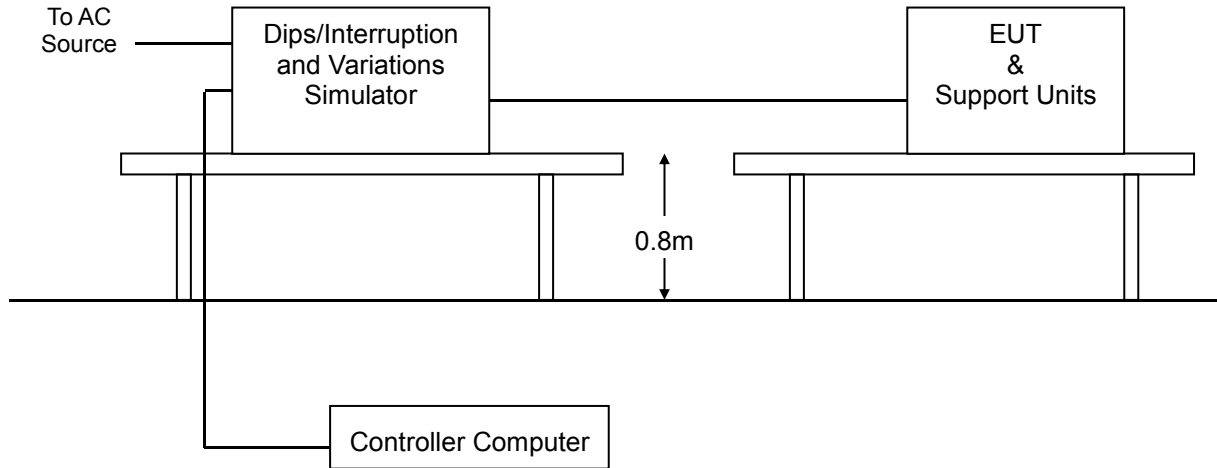 To AC
Source
Dips/Interruption
and Variations
Simulator
EUT
&
Support Units
0.8m
Controller Computer